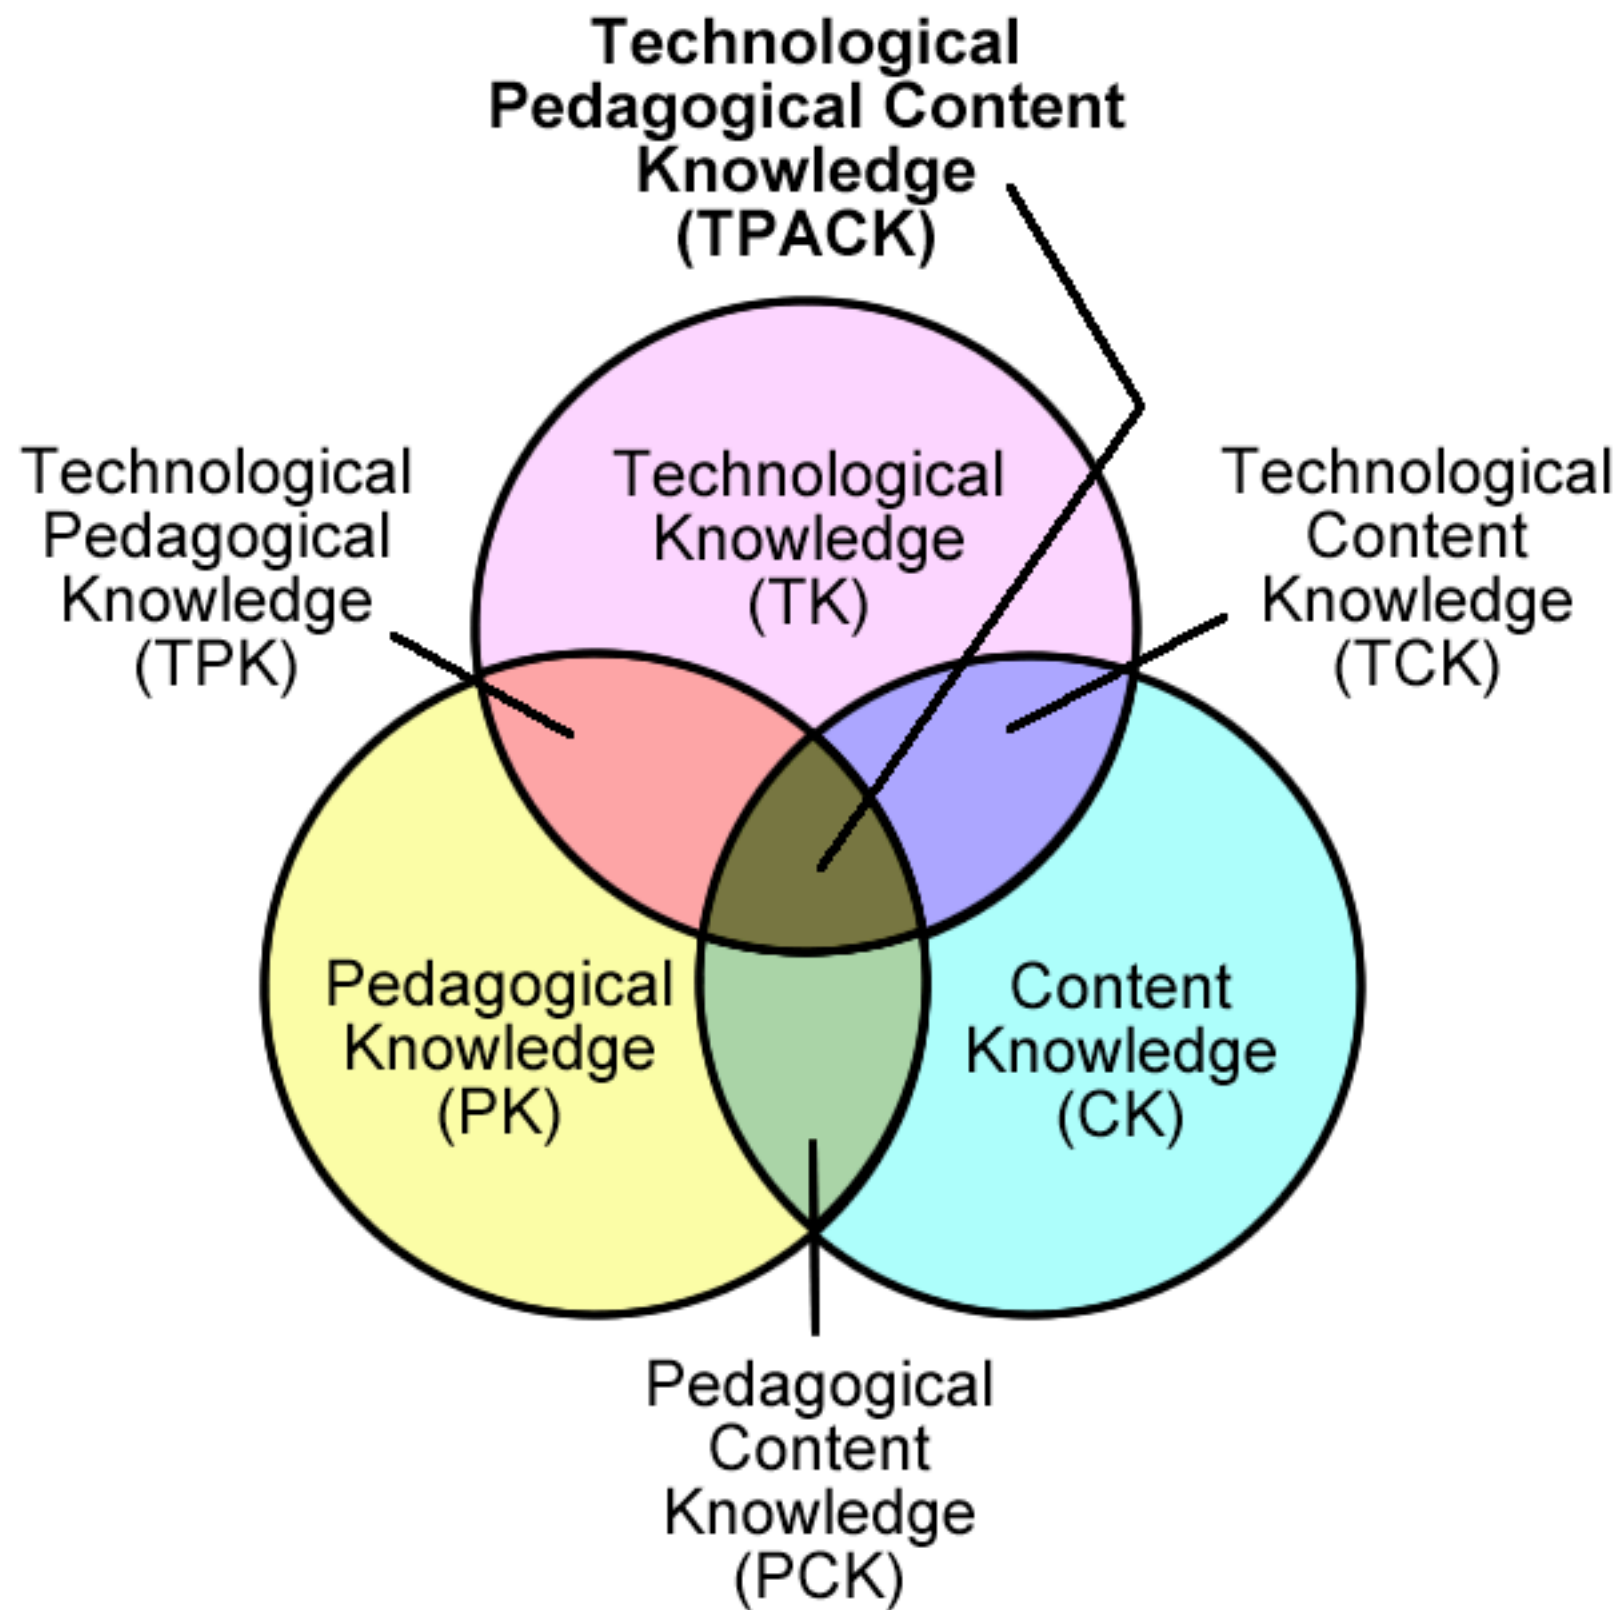 Technological
Pedagogical Content
Knowledge
(TPACK)
Technological
Pedagogical
Knowledge
(TPK)
Technological
Knowledge
(TK)
Technological
Content
Knowledge
(TCK)
Pedagogical
Knowledge
(PK)
Content
Knowledge
(CK)
Pedagogical
Content
Knowledge
(PCK)